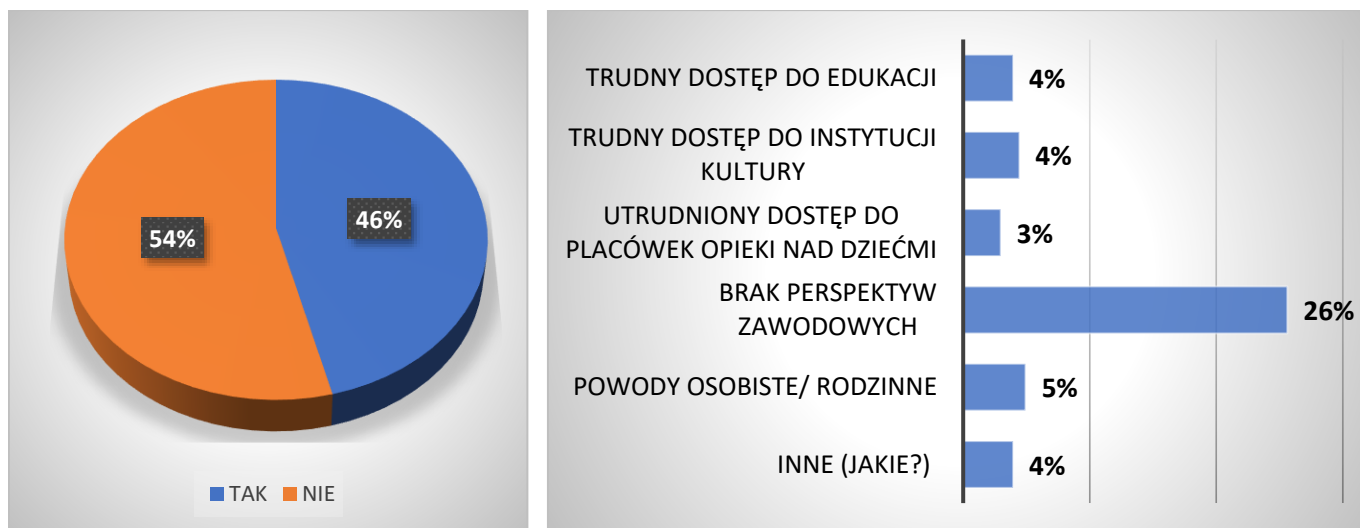 54%
46%
TAK NIE
TRUDNY DOSTĘP DO EDUKACJI 4%
TRUDNY DOSTĘP DO INSTYTUCJI
KULTURY 4%
UTRUDNIONY DOSTĘP DO
PLACÓWEK OPIEKI NAD DZIEĆMI 3%
BRAK PERSPEKTYW
ZAWODOWYCH 26%
POWODY OSOBISTE/ RODZINNE 5%
INNE (JAKIE?) 4%